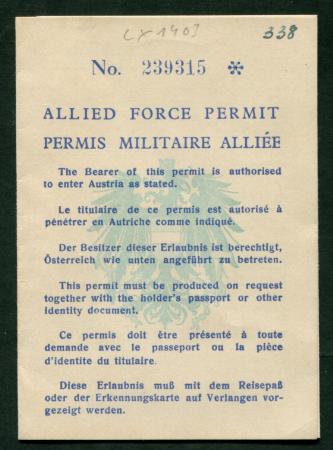 338
No. 239315 *
ALLIED FORCE PERMIT
PERMIS MILITAIRE ALLIÉE
The Bearer of this permit is authorised
to enter Austria as stated.
Le titulaire de ce permis est autorisé à
pénétrer en Autriche comme indiqué.
Der Besitzer dieser Erlaubnis ist berechtigt,
Österreich wie unten angeführt zu betreten.
This permit must be produced on request
together with the holder's passport or other
identity document.
Ce permis doit être présenté à toute
demande avec le passeport ou la pièce
d'identite du titulaire.
Diese Erlaubnis muß mit dem Reisepaß
oder der Erkennungskarte auf Verlangen vor-
gezeigt werden.